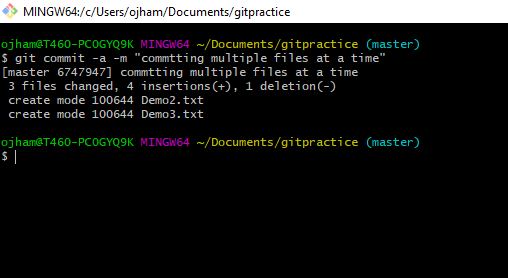 MINGW64:/c/Users/ojham/Documents/gitpractice
ojham@T460-PC0GYQ9K MINGW64 ~/Documents/gitpractice (master)
$ git commit -a -m "commtting multiple files at a time"
[master 6747947] commtting multiple files at a time
 3 files changed, 4 insertions(+), 1 deletion(-)
 create mode 100644 Demo2.txt
 create mode 100644 Demo3.txt
ojham@T460-PC0GYQ9K MINGW64 ~/Documents/gitpractice (master)
$